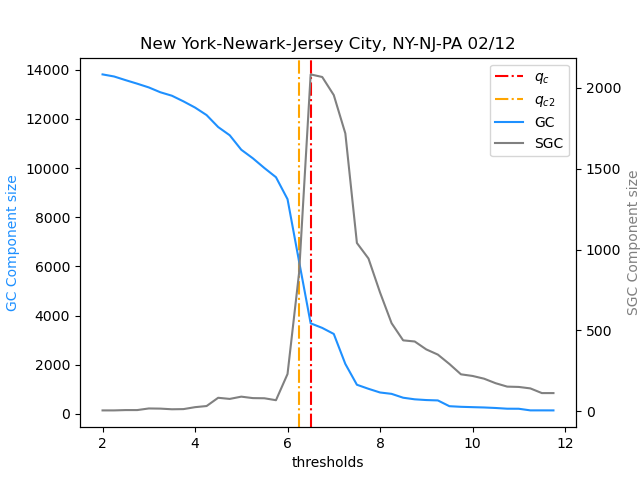 New York-Newark-Jersey City, NY-NJ-PA 02/12
GC Component size
14000
12000
10000
8000
6000
4000
2000
0
q_c
q_{c2}
GC
SGC
2000
1500
1000
500
0
SGC Component size
2 4 6 8 10 12
thresholds